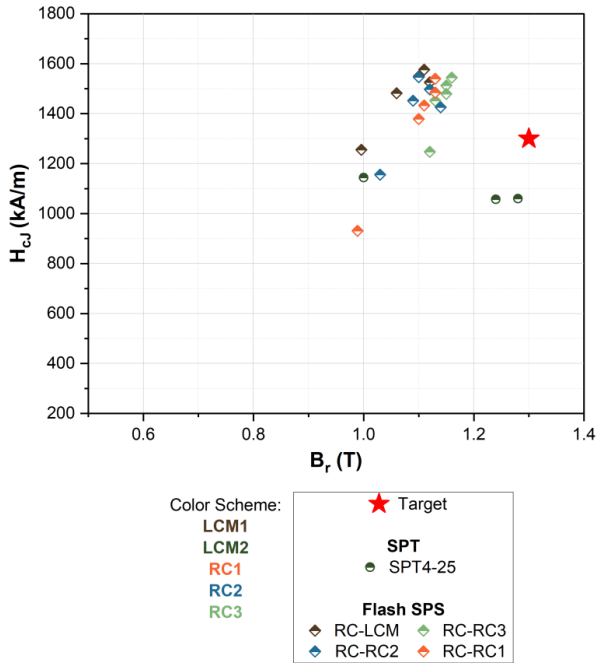 1800
1600
1400
1200
1000
800
600
400
200
H_cJ (kA/m)
0.6 0.8 1.0 1.2 1.4
B_r (T)
Color Scheme:
LCM1
LCM2
RC1
RC2
RC3
Target
SPT
SPT4-25
Flash SPS
RC-LCM RC-RC3
RC-RC2 RC-RC1